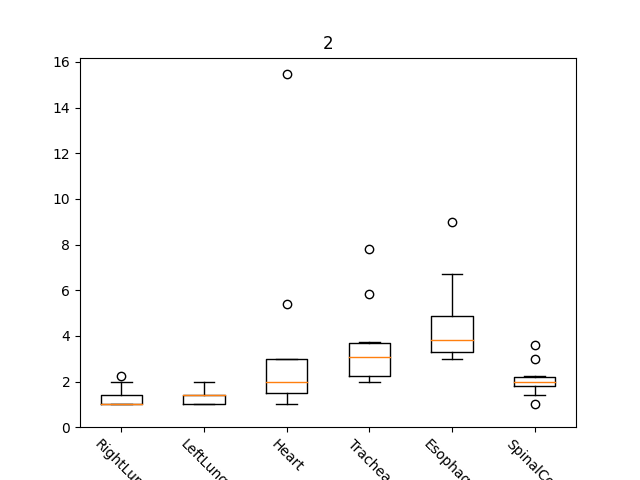 2
16
14
12
10
8
6
4
2
0
RightLun
LeftLung
Heart
Trachea
Esophag
SpinalCo